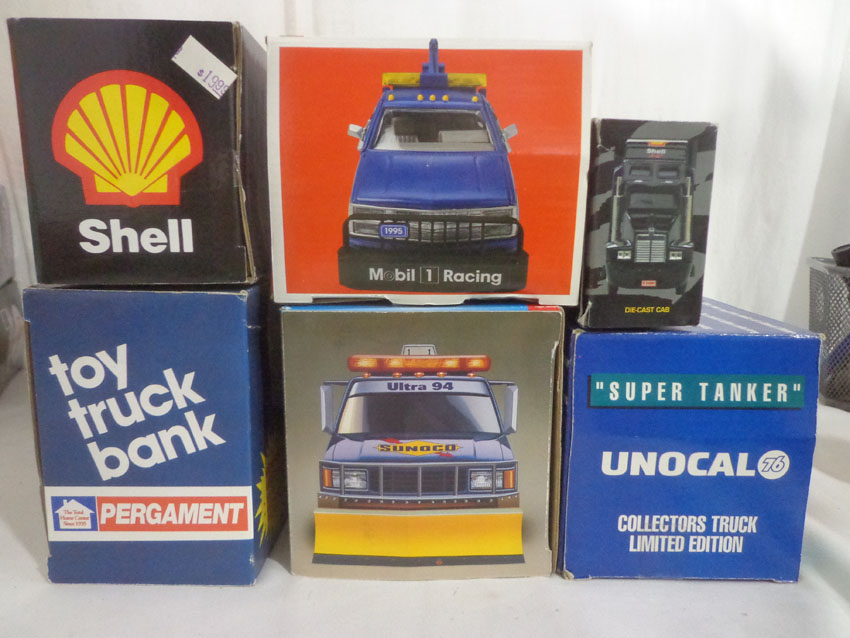 $1999
Shell
1995
Mobil 1 Racing
Shell
DIE-CAST CAB
toy
truck
bank
The Total
Home Center
Since 1905
PERGAMENT
Ultra 94
SUNOCO
"SUPER TANKER"
UNOCAL 76
COLLECTORS TRUCK
LIMITED EDITION